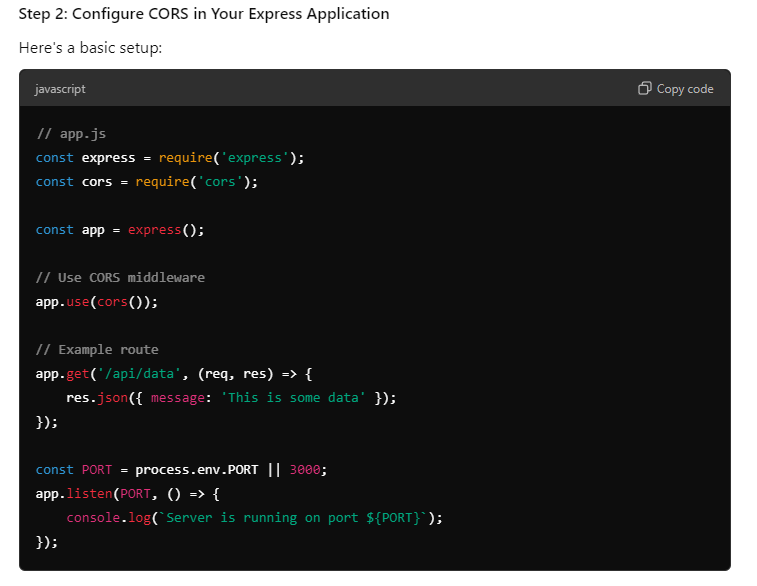 Step 2: Configure CORS in Your Express Application
Here's a basic setup:
javascript
Copy code
// app.js
const express = require('express');
const cors = require('cors');
const app = express();
// Use CORS middleware
app.use(cors());
// Example route
app.get('/api/data', (req, res) => {
    res.json({ message: 'This is some data' });
});
const PORT = process.env.PORT || 3000;
app.listen(PORT, () => {
    console.log(`Server is running on port ${PORT}`);
});